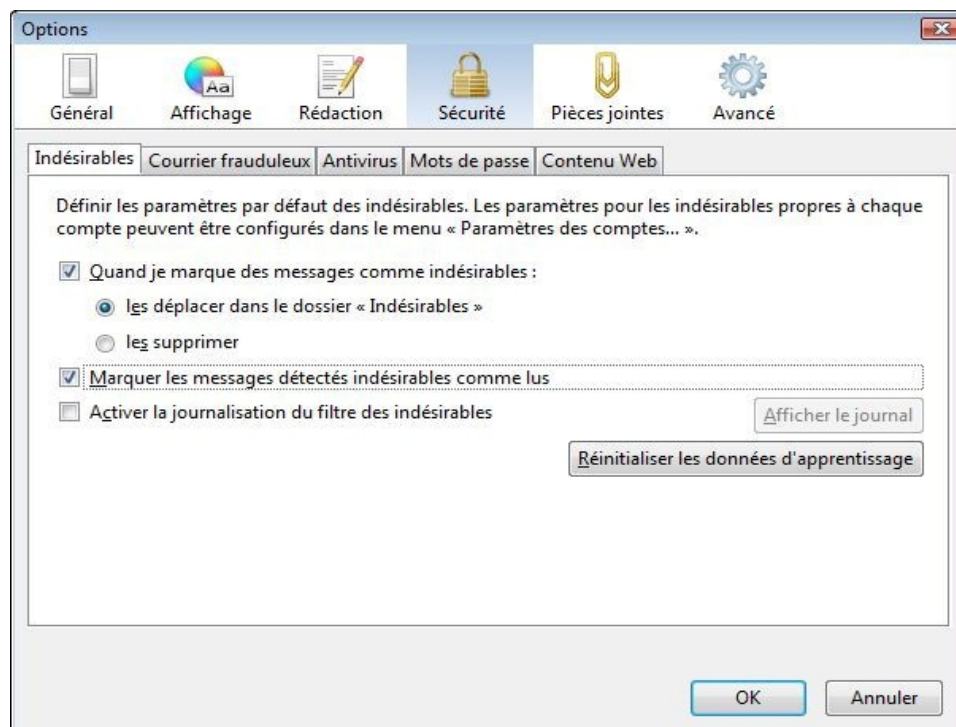 Options
Général Affichage Rédaction Sécurité Pièces jointes Avancé
Indésirables Courrier frauduleux Antivirus Mots de passe Contenu Web
Définir les paramètres par défaut des indésirables. Les paramètres pour les indésirables propres à chaque
compte peuvent être configurés dans le menu « Paramètres des comptes... ».
Quand je marque des messages comme indésirables :
les déplacer dans le dossier « Indésirables »
les supprimer
Marquer les messages détectés indésirables comme lus
Activer la journalisation du filtre des indésirables Afficher le journal
Réinitialiser les données d'apprentissage
OK Annuler